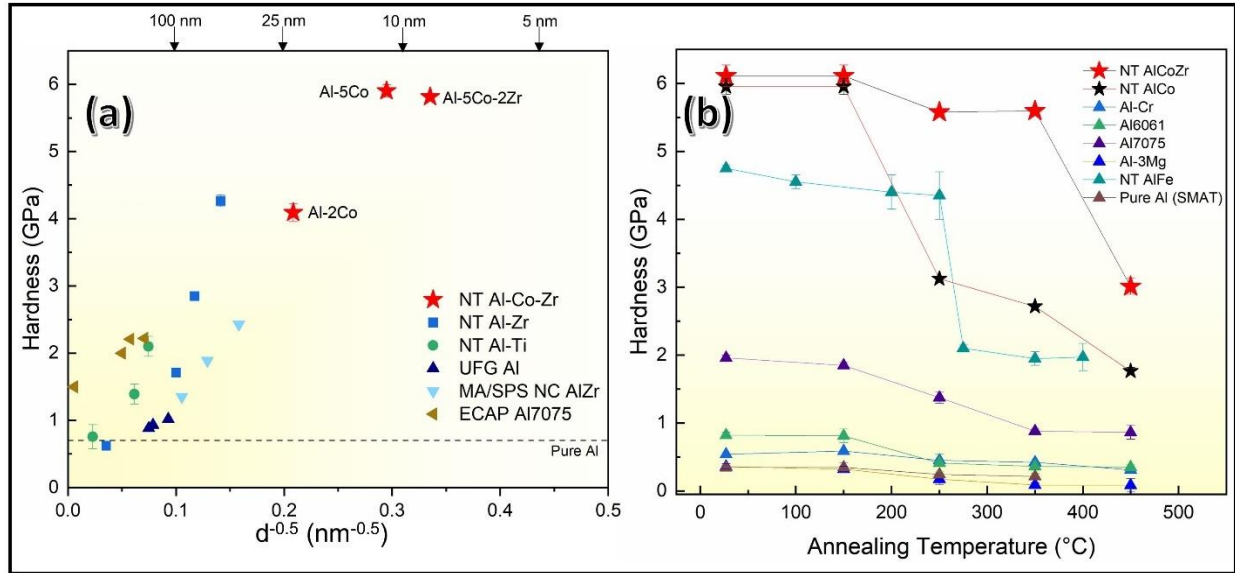 100 nm 25 nm 10 nm 5 nm
(a)
Hardness (GPa)
6
5
4
3
2
1
0
Al-5Co
Al-5Co-2Zr
Al-2Co
NT Al-Co-Zr
NT Al-Zr
NT Al-Ti
UFG Al
MA/SPS NC AlZr
ECAP Al7075
Pure Al
0.0 0.1 0.2 0.3 0.4 0.5
d-0.5 (nm-0.5)
(b)
Hardness (GPa)
6
5
4
3
2
1
0
NT AlCoZr
NT AlCo
Al-Cr
Al6061
Al7075
Al-3Mg
NT AlFe
Pure Al (SMAT)
0 100 200 300 400 500
Annealing Temperature (°C)